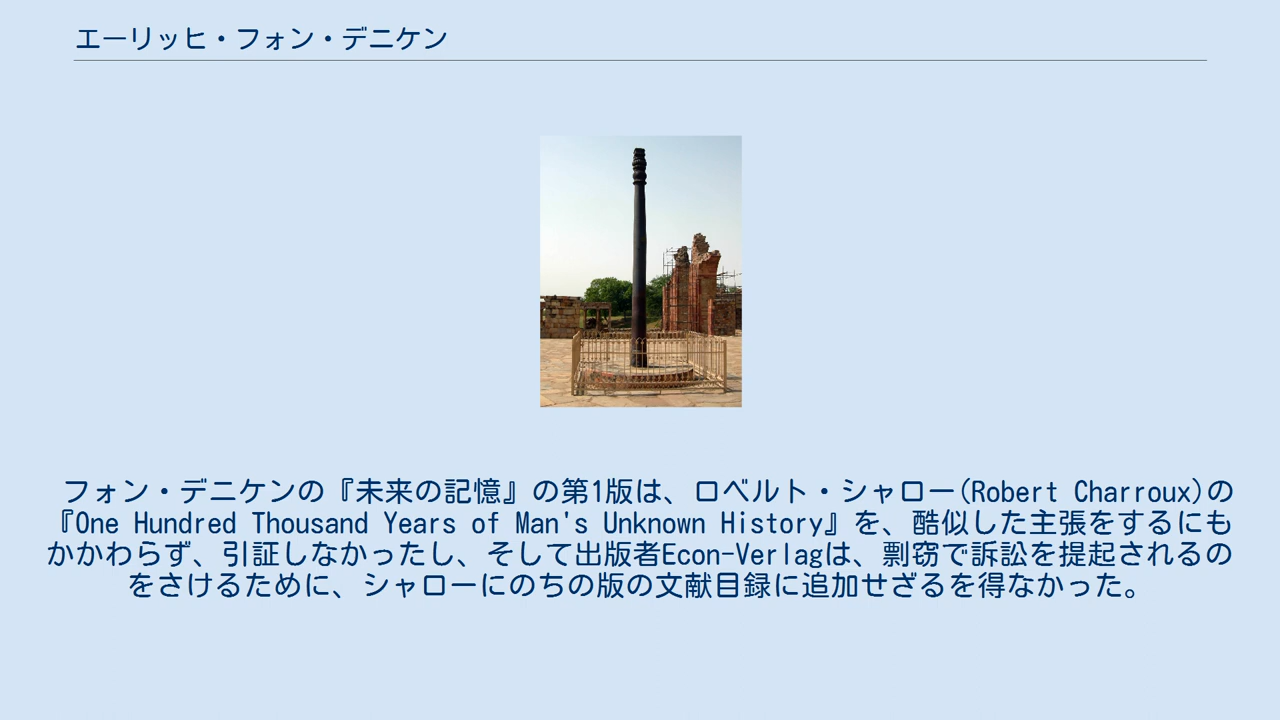 エーリッヒ・フォン・デニケン
フォン・デニケンの『未来の記憶』の第1版は、ロベルト・シャロー(Robert Charroux)の
『One Hundred Thousand Years of Man's Unknown History』を、酷似した主張をするにも
かかわらず、引証しなかったし、そして出版者Econ-Verlagは、剽窃で訴訟を提起されるの
をさけるために、シャローにのちの版の文献目録に追加せざるを得なかった。